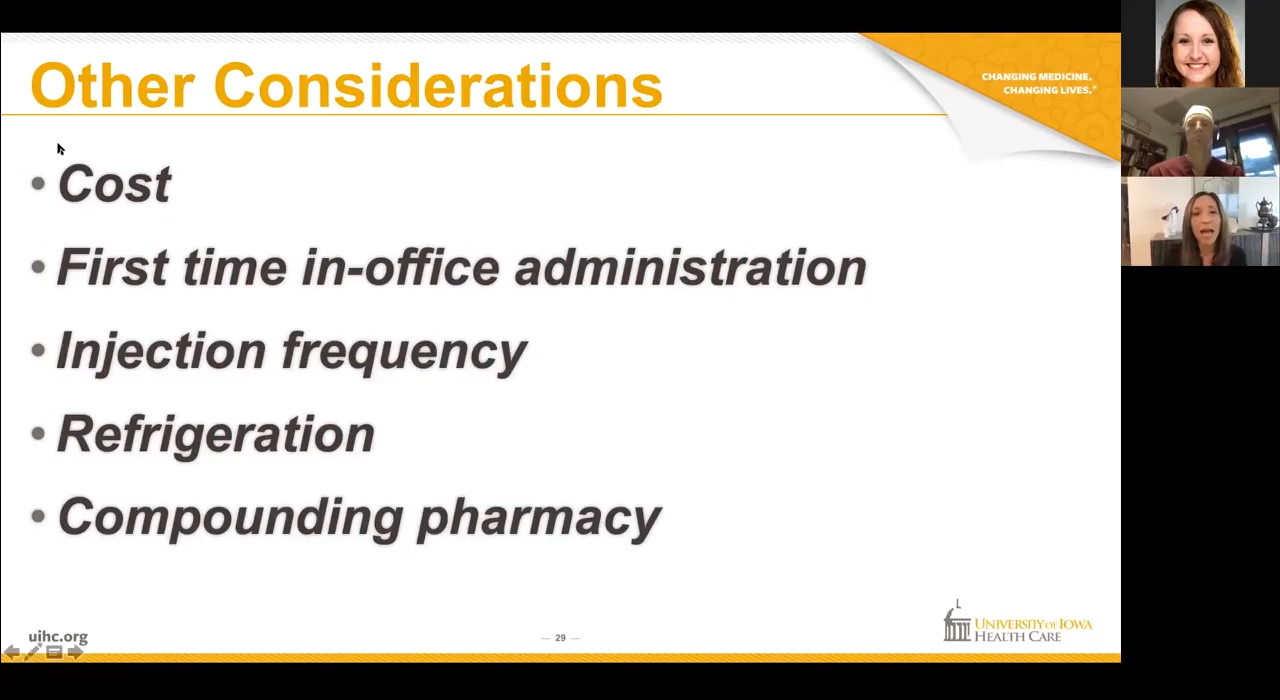 Other Considerations
CHANGING MEDICINE.
CHANGING LIVES.®
• Cost
• First time in-office administration
• Injection frequency
• Refrigeration
• Compounding pharmacy
uihc.org
— 29 —
UNIVERSITY OF IOWA
HEALTH CARE